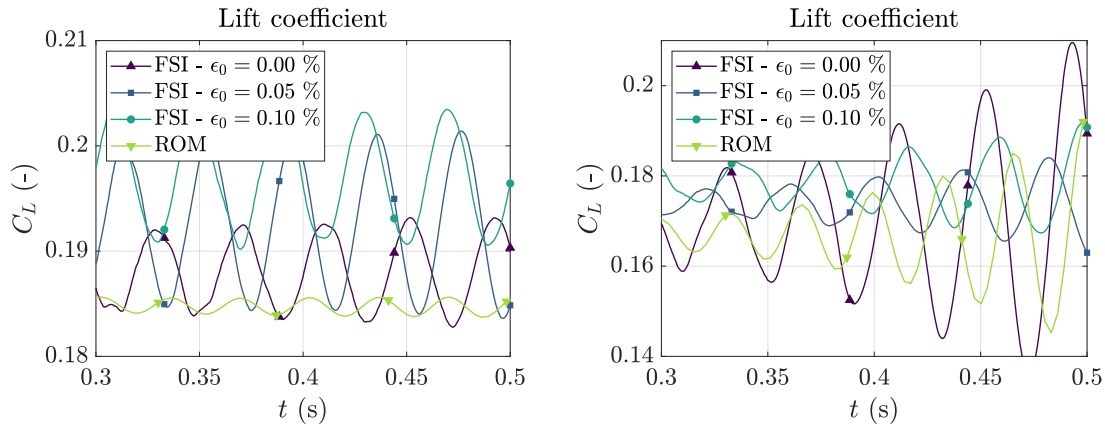 Lift coefficient
0.21
0.2
0.19
0.18
C_L (-)
FSI - ϵ₀ = 0.00 %
FSI - ϵ₀ = 0.05 %
FSI - ϵ₀ = 0.10 %
ROM
0.3 0.35 0.4 0.45 0.5
t (s)
Lift coefficient
0.2
0.18
0.16
0.14
C_L (-)
FSI - ϵ₀ = 0.00 %
FSI - ϵ₀ = 0.05 %
FSI - ϵ₀ = 0.10 %
ROM
0.3 0.35 0.4 0.45 0.5
t (s)